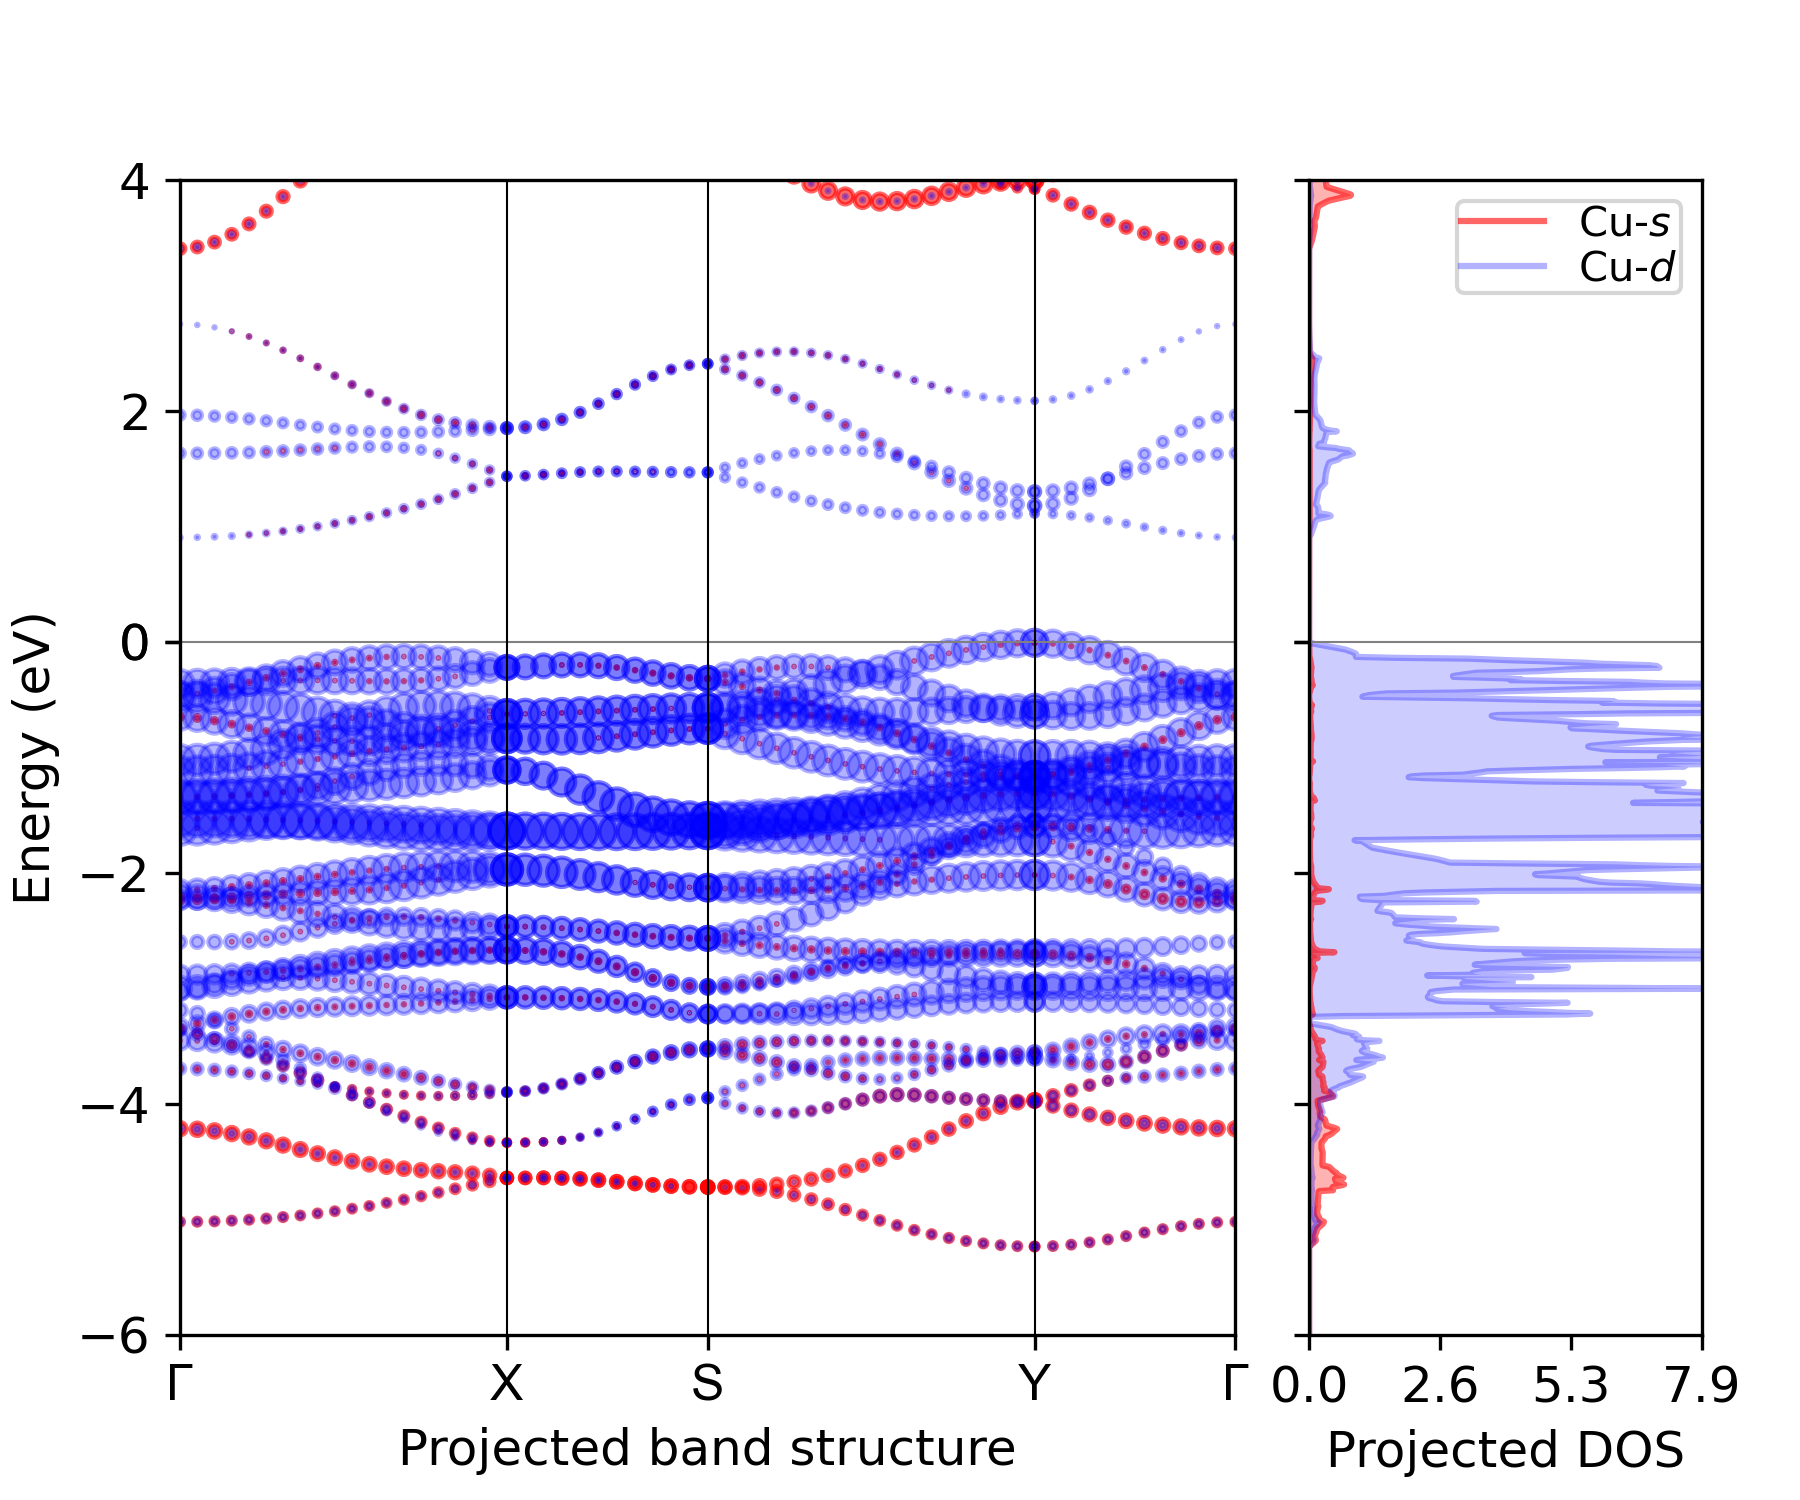 Energy (eV)
4
2
0
−2
−4
−6
Γ X S Y Γ
Projected band structure
Cu-s
Cu-d
0.0 2.6 5.3 7.9
Projected DOS